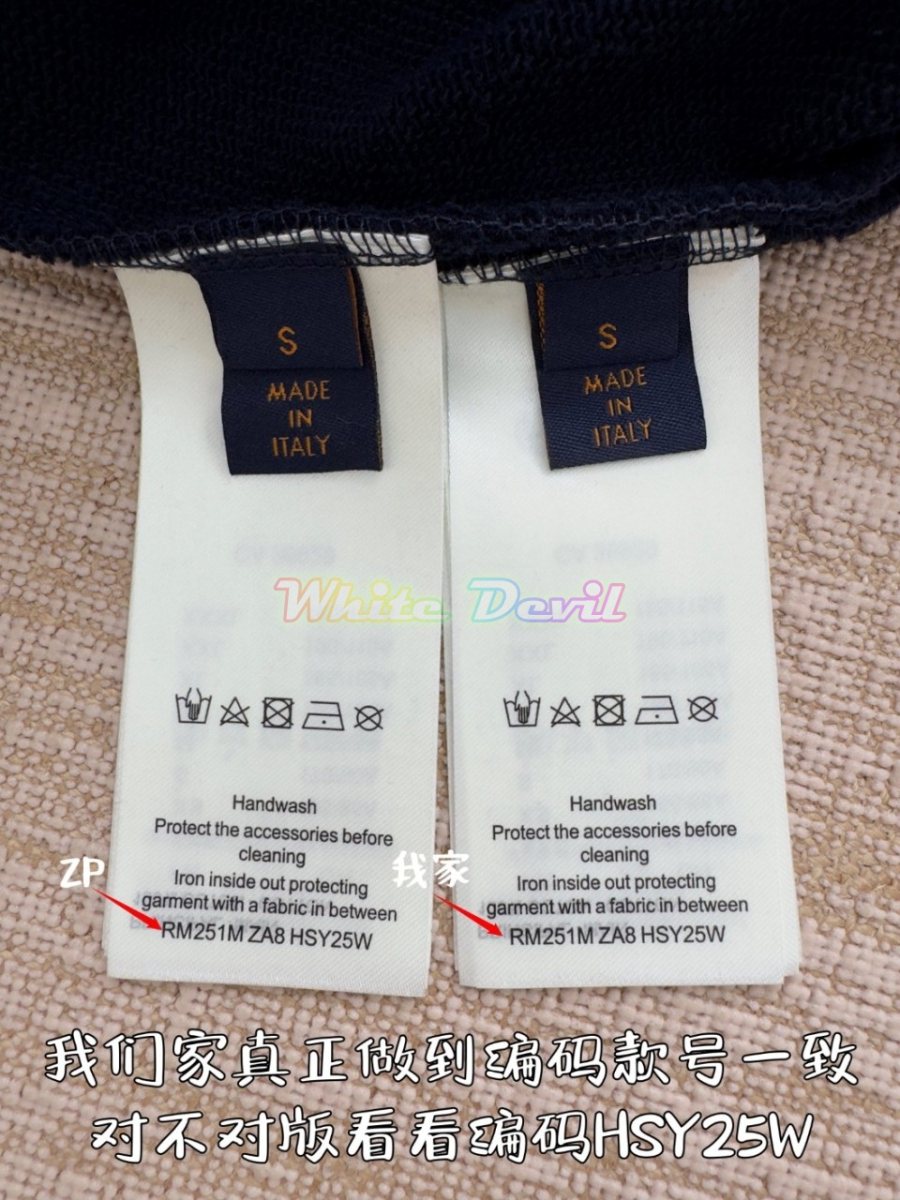 S
MADE
IN
ITALY
S
MADE
IN
ITALY
White Devil
Handwash
Protect the accessories before
cleaning
Iron inside out protecting
garment with a fabric in between
RM251M ZA8 HSY25W
Handwash
Protect the accessories before
cleaning
Iron inside out protecting
garment with a fabric in between
RM251M ZA8 HSY25W
ZP
我家
我们家真正做到编码款号一致
对不对版看看编码HSY25W